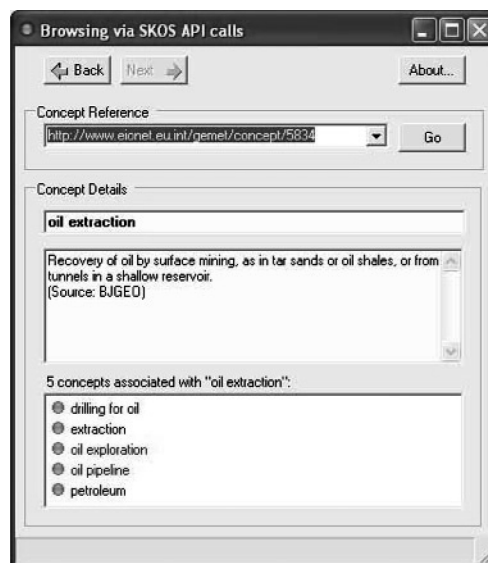 Browsing via SKOS API calls
Back Next About...
Concept Reference
http://www.eionet.eu.int/gemet/concept/5834 Go
Concept Details
oil extraction
Recovery of oil by surface mining, as in tar sands or oil shales, or from
tunnels in a shallow reservoir.
(Source: BJGEO)
5 concepts associated with "oil extraction":
drilling for oil
extraction
oil exploration
oil pipeline
petroleum